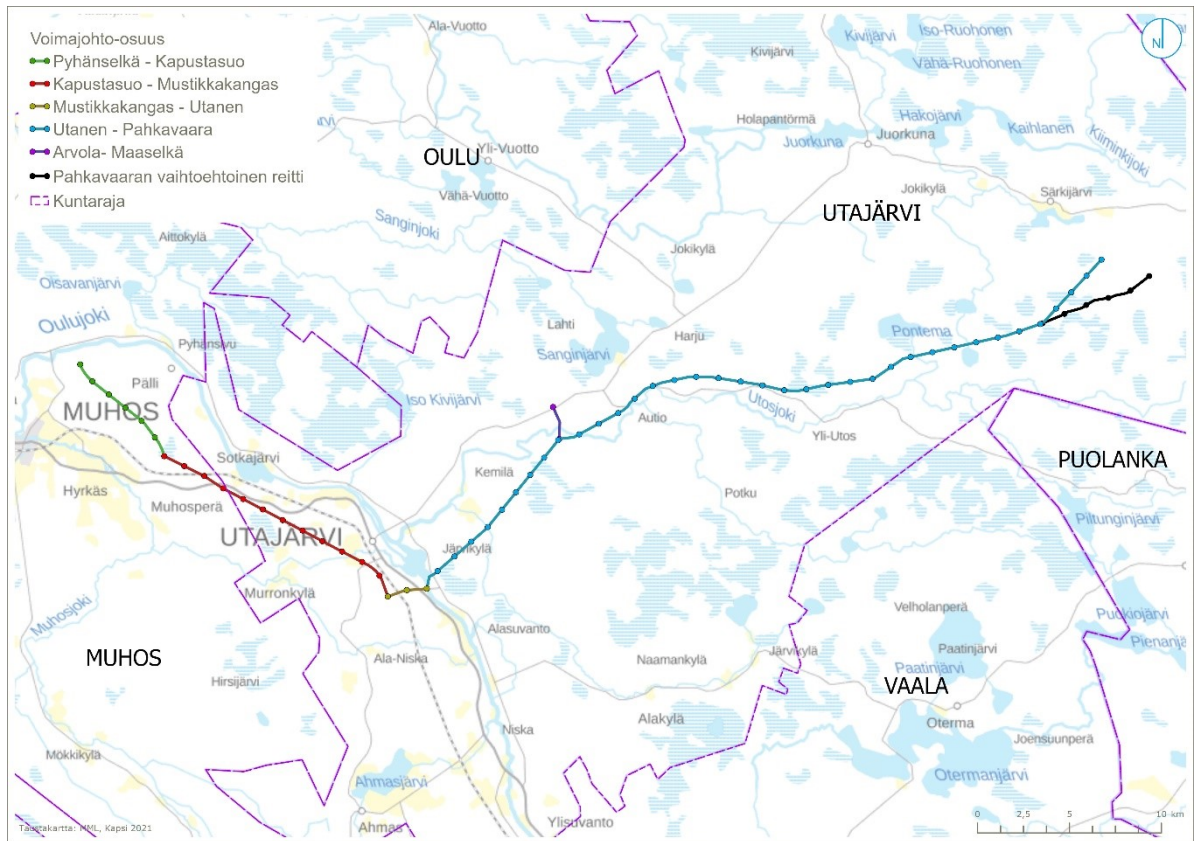 Voimajohto-osuus
Pyhänselkä - Kapustasuo
Kapustasuo - Mustikkakangas
Mustikkakangas - Utanen
Utanen - Pahkavaara
Arvola- Maaselkä
Pahkavaaran vaihtoehtoinen reitti
Kuntaraja
N
Ala-Vuotto
Kivijärvi
Iso-Ruohonen
Vähä-Ruohonen
Kivijärvi
Holapantörmä
Hakojärvi
Kaihlanen
Kiiminkijoki
Juorkuna
Juorkuna
OULU
Yli-Vuotto
Vähä-Vuotto
Jokikylä
Särkijärvi
UTAJÄRVI
Sanginjoki
Aittokylä
Jokikylä
Oisavanjärvi
Oulujoki
Pyhänsivu
Lahti
Harju
Sanginjärvi
Pontema
Pälli
MUHOS
Iso Kivijärvi
Autio
Utosjoki
Yli-Utos
Sotkajärvi
Kemilä
PUOLANKA
Hyrkäs
Muhosperä
Potku
Piltunginjärvi
UTAJÄRVI
Järvikylä
Murronkylä
Velholanperä
Puokiojärvi
Muhosjoki
Alasuvanto
Paatinjärvi
Pienanjä
MUHOS
Ala-Niska
Naamankylä
Järvikylä
Paatinjärvi
Hirsijärvi
VAALA
Alakylä
Oterma
Niska
Joensuunperä
Mökkikylä
Ahmasjärvi
Otermanjärvi
Ylisuvanto
Ahmas
0 2,5 5 10 km
Taustakartta: MML, Kapsi 2021